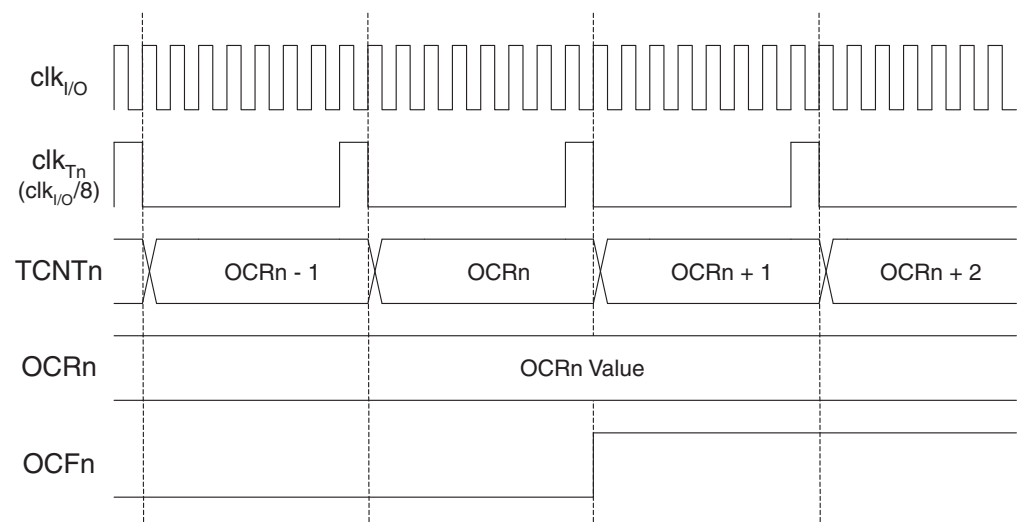 clkI/O
clkTn
(clkI/O/8)
TCNTn
OCRn - 1
OCRn
OCRn + 1
OCRn + 2
OCRn
OCRn Value
OCFn